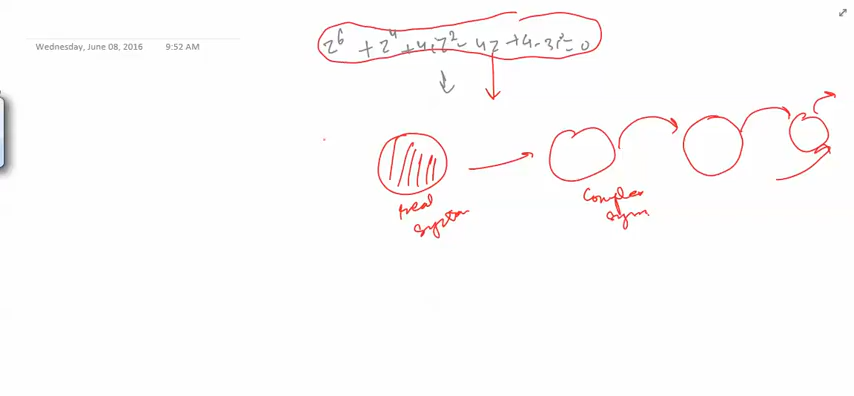 z⁶ + z⁴ + 4iz² - 4z + 4 - 3i = 0
Wednesday, June 08, 2016 9:52 AM
real
system
Complex
sym